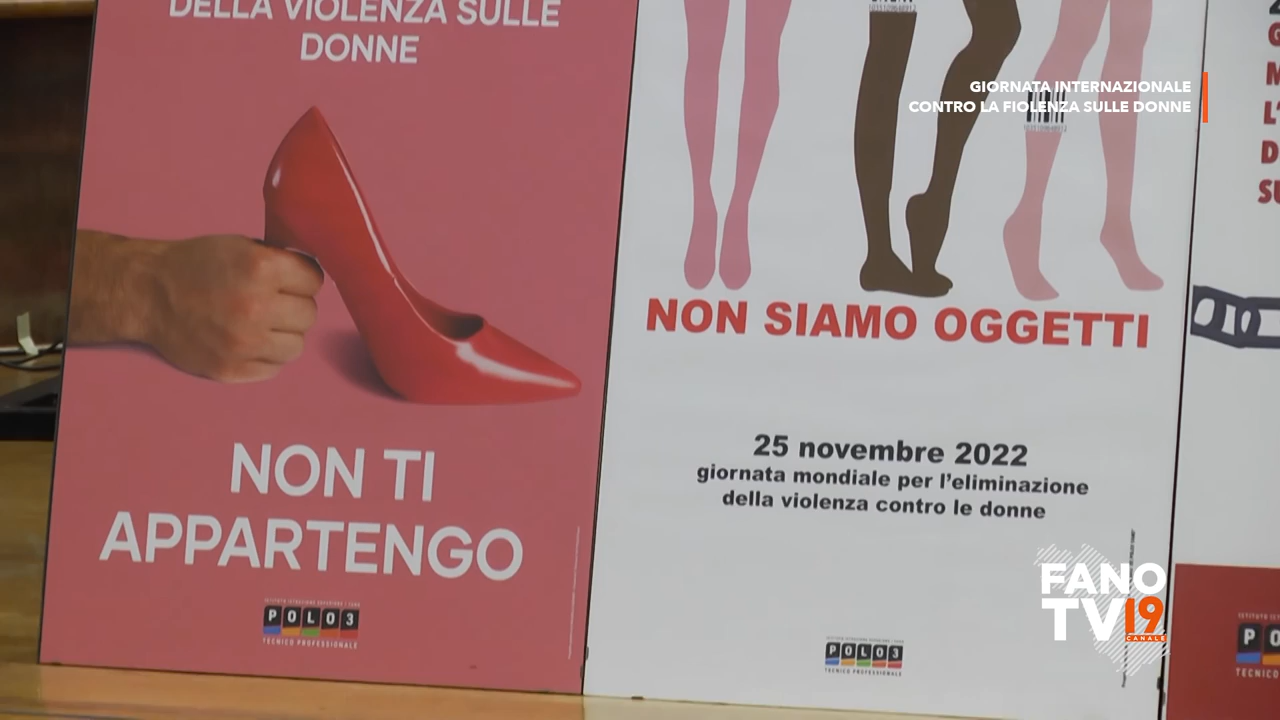 DELLA VIOLENZA SULLE
DONNE
NON TI
APPARTENGO
POLO3
TECNICO PROFESSIONALE
NON SIAMO OGGETTI
25 novembre 2022
giornata mondiale per l'eliminazione
della violenza contro le donne
POLO3
TECNICO PROFESSIONALE
GIORNATA INTERNAZIONALE
CONTRO LA FIOLENZA SULLE DONNE
FANO
TV19
CANALE